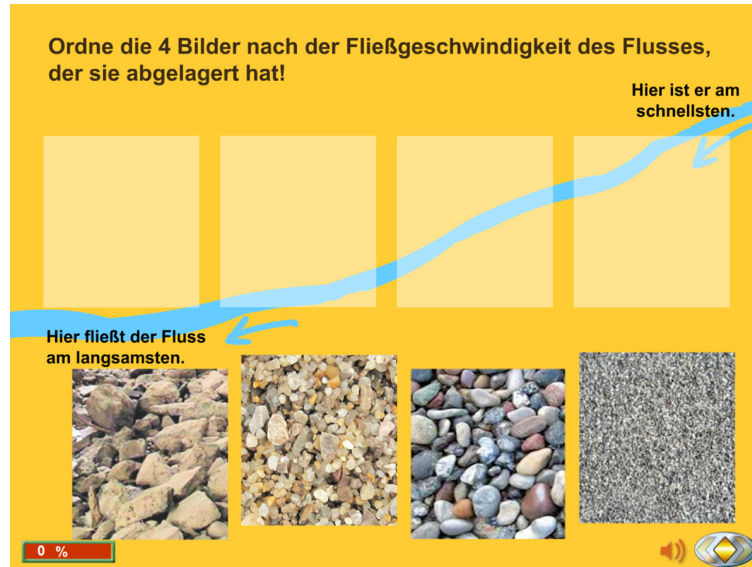 Ordne die 4 Bilder nach der Fließgeschwindigkeit des Flusses,
der sie abgelagert hat!
Hier ist er am
schnellsten.
Hier fließt der Fluss
am langsamsten.
0 %